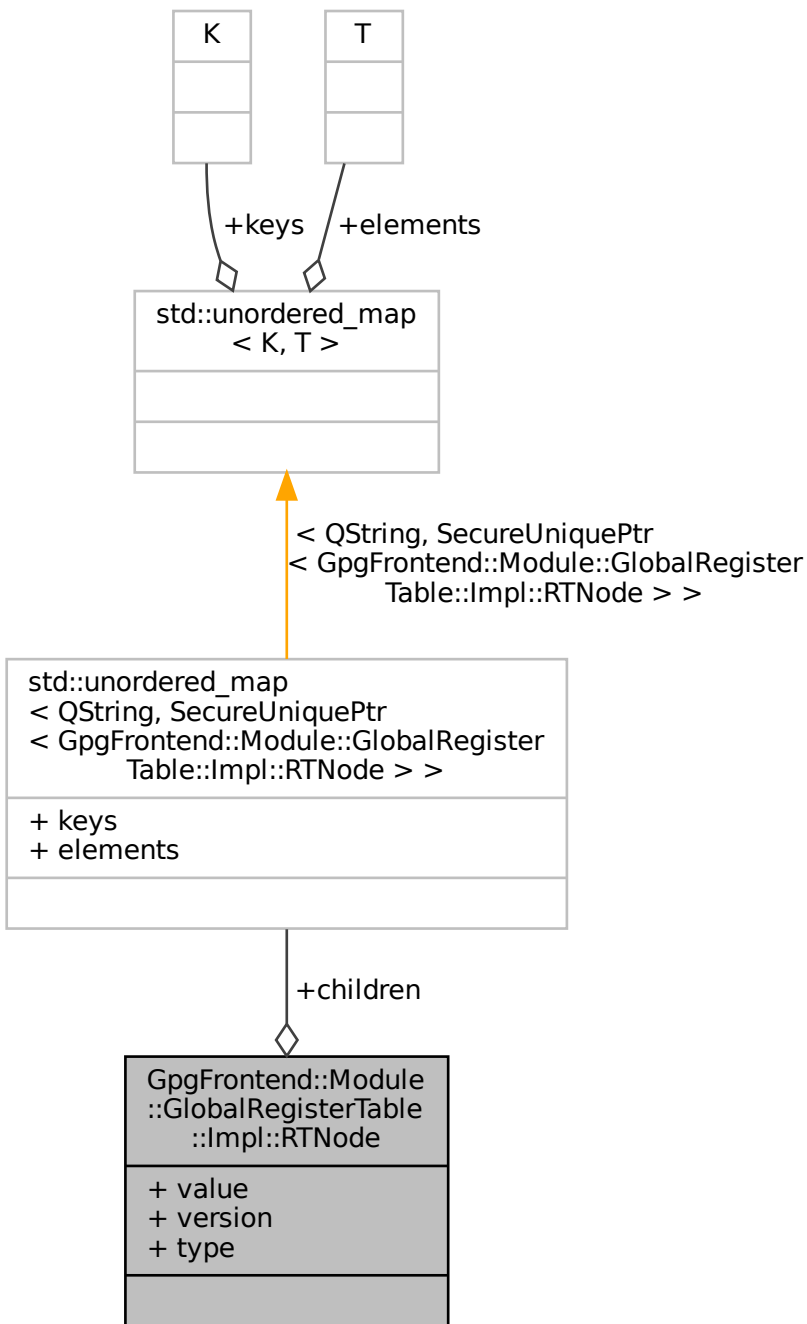 K
T
+keys
+elements
std::unordered_map
< K, T >
< QString, SecureUniquePtr
< GpgFrontend::Module::GlobalRegister
Table::Impl::RTNode > >
std::unordered_map
< QString, SecureUniquePtr
< GpgFrontend::Module::GlobalRegister
Table::Impl::RTNode > >
+ keys
+ elements
+children
GpgFrontend::Module
::GlobalRegisterTable
::Impl::RTNode
+ value
+ version
+ type